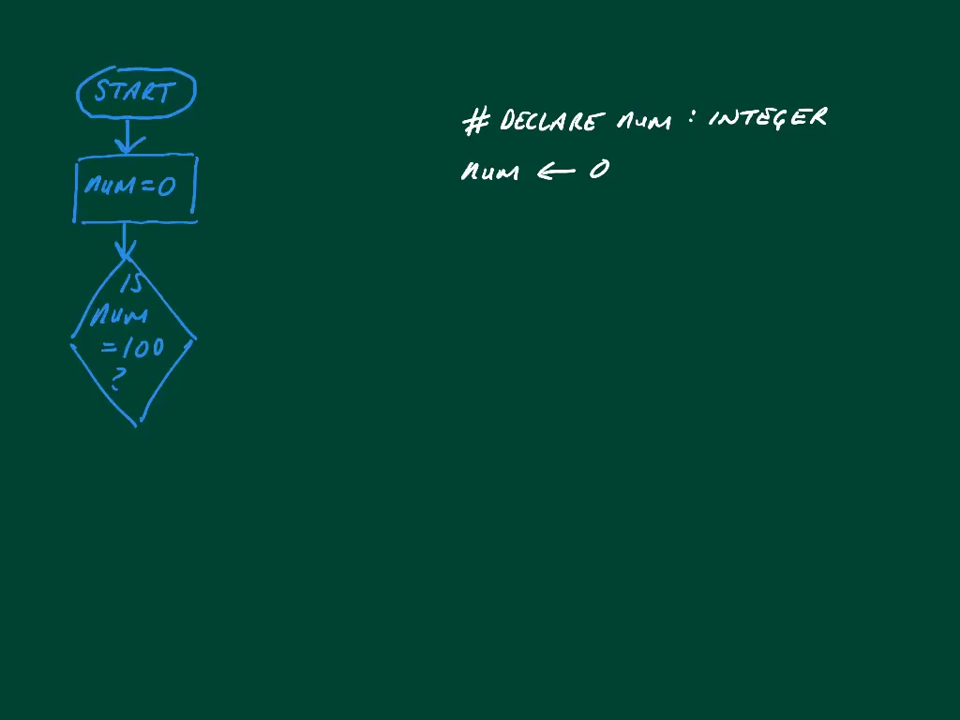 START
num=0
IS
num
=100
?
# DECLARE num : INTEGER
num ← 0